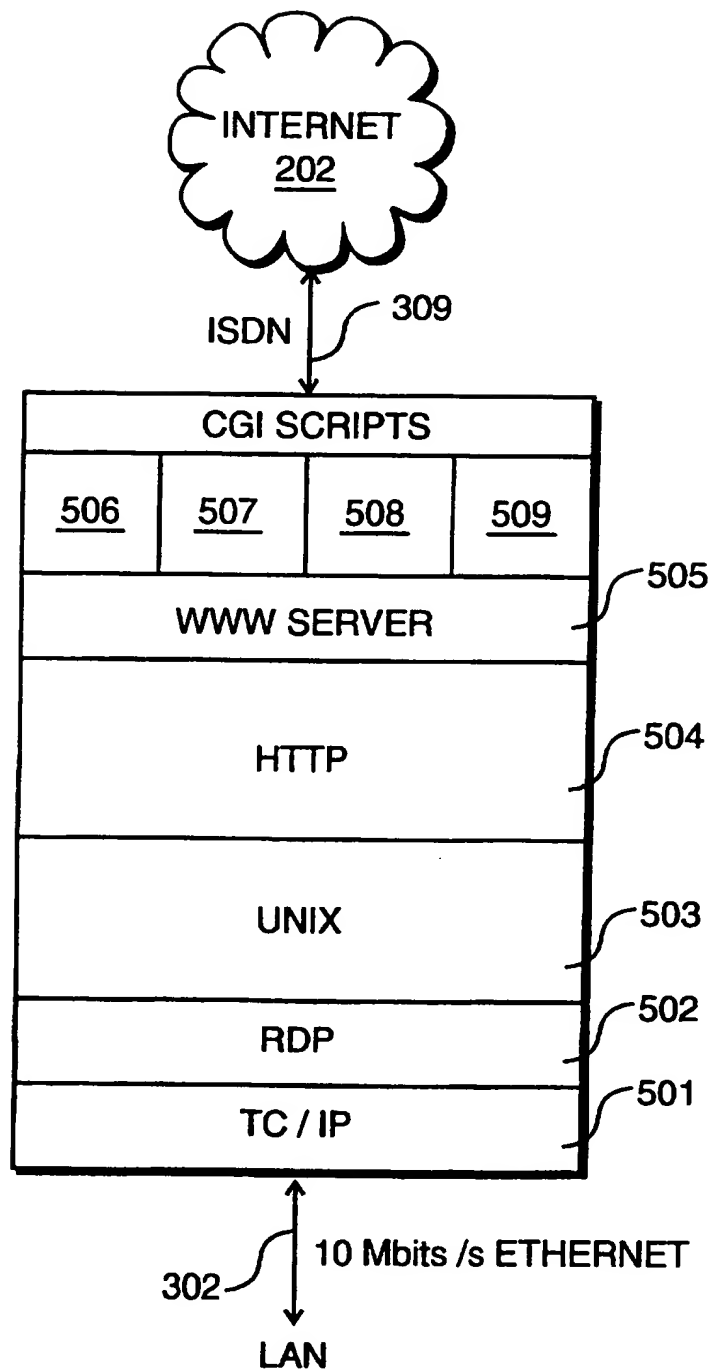 INTERNET
202
ISDN
309
CGI SCRIPTS
506 507 508 509
505
WWW SERVER
504
HTTP
503
UNIX
502
RDP
501
TC / IP
302
10 Mbits /s ETHERNET
LAN